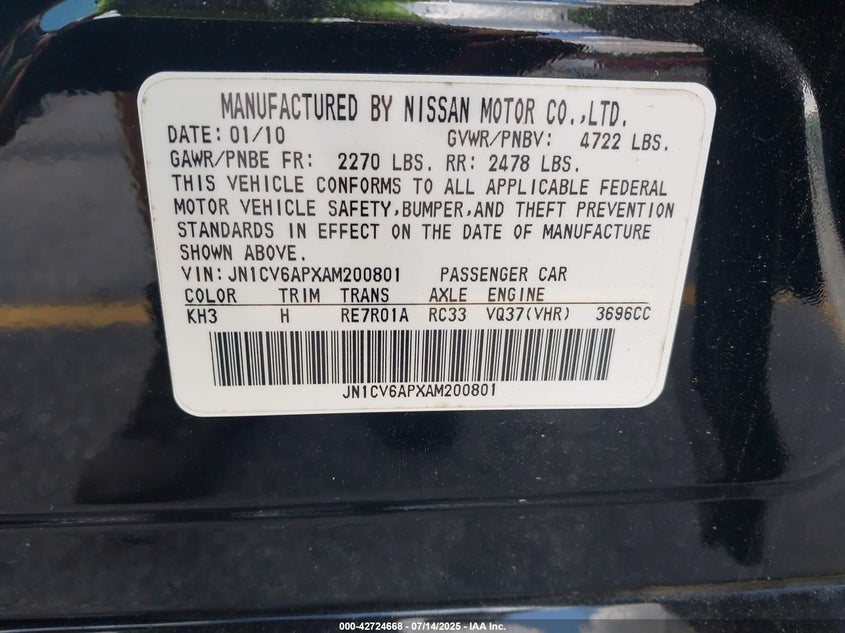 MANUFACTURED BY NISSAN MOTOR CO.,LTD.
DATE: 01/10 GVWR/PNBV: 4722 LBS.
GAWR/PNBE FR: 2270 LBS. RR: 2478 LBS.
THIS VEHICLE CONFORMS TO ALL APPLICABLE FEDERAL
MOTOR VEHICLE SAFETY,BUMPER,AND THEFT PREVENTION
STANDARDS IN EFFECT ON THE DATE OF MANUFACTURE
SHOWN ABOVE.
VIN: JN1CV6APXAM200801 PASSENGER CAR
COLOR TRIM TRANS AXLE ENGINE
KH3 H RE7R01A RC33 VQ37(VHR) 3696CC
JN1CV6APXAM200801
000-42724668 - 07/14/2025 - IAA Inc.